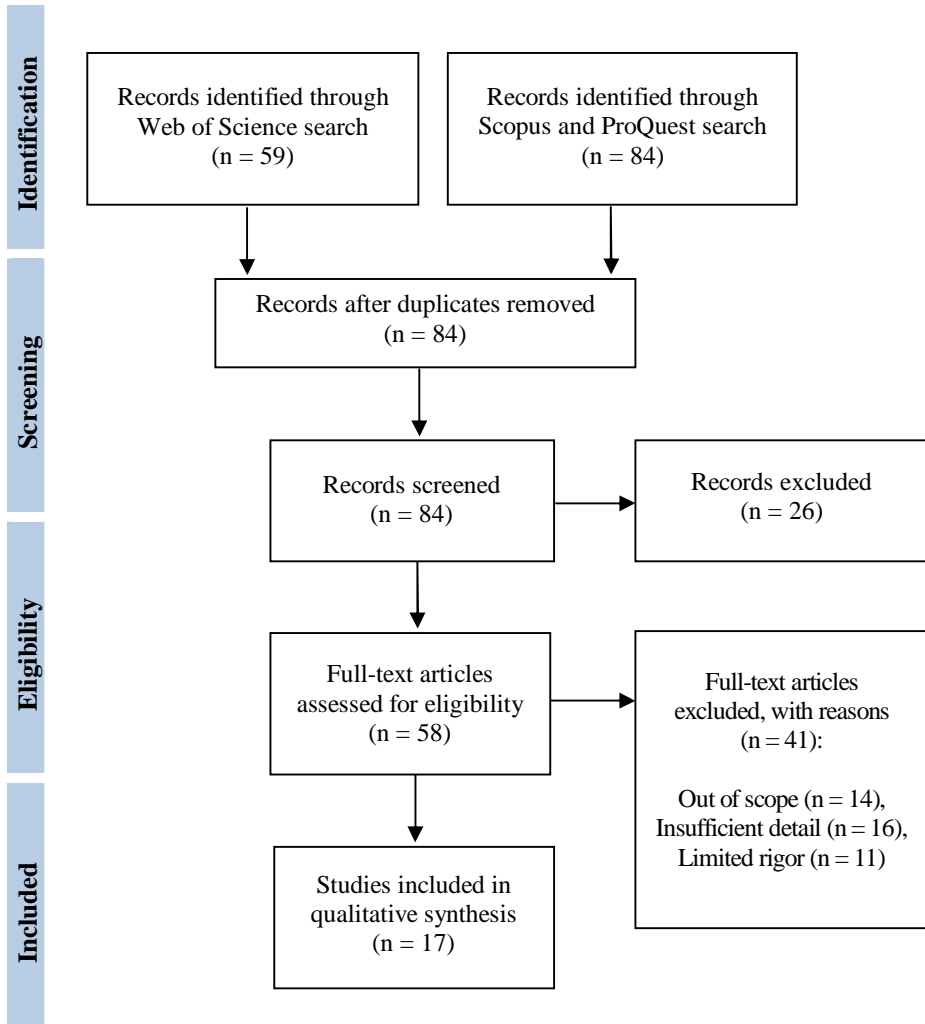 Identification
Records identified through
Web of Science search
(n = 59)
Records identified through
Scopus and ProQuest search
(n = 84)
Screening
Records after duplicates removed
(n = 84)
Records screened
(n = 84)
Records excluded
(n = 26)
Eligibility
Full-text articles
assessed for eligibility
(n = 58)
Full-text articles
excluded, with reasons
(n = 41):
Out of scope (n = 14),
Insufficient detail (n = 16),
Limited rigor (n = 11)
Included
Studies included in
qualitative synthesis
(n = 17)